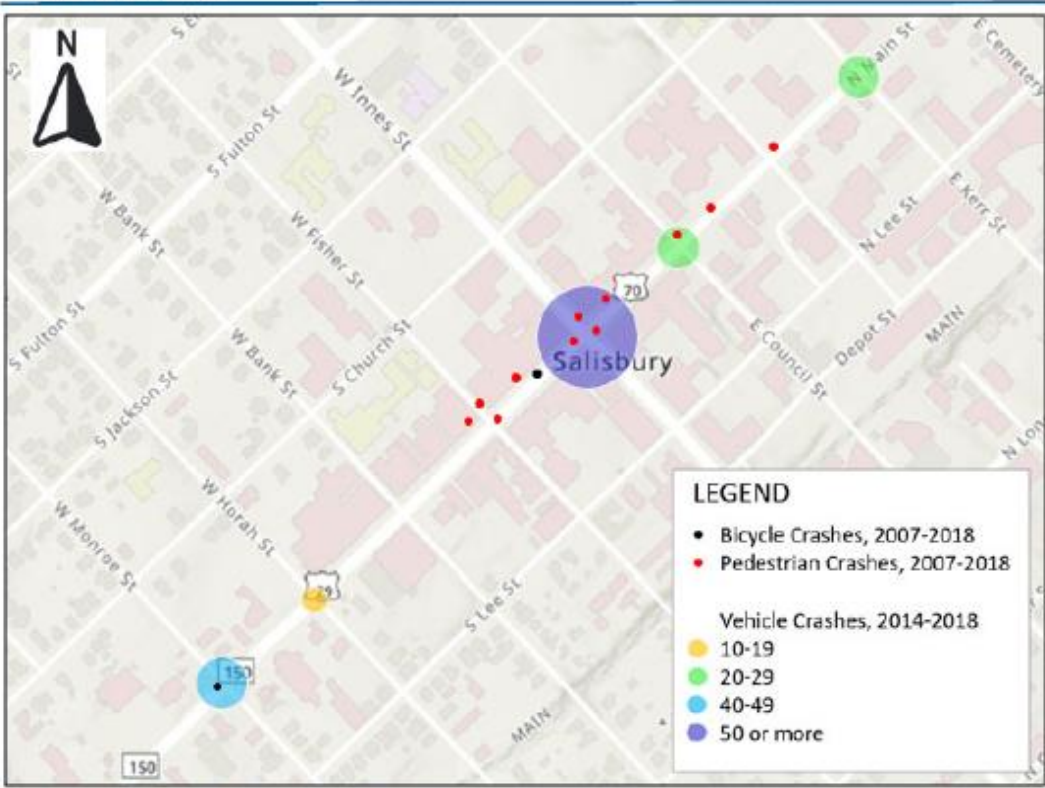 N
S Fulton St
W Innes St
N Main St
E Cemetery
St
W Bank St
W Fisher St
N Lee St
E Kerr St
70
S Fulton St
W Bank St
S Church St
Salisbury
E Council St
Depot St
MAIN
S Jackson St
W Horah St
W Monroe St
29
S Lee St
150
MAIN
150
LEGEND
Bicycle Crashes, 2007-2018
Pedestrian Crashes, 2007-2018
Vehicle Crashes, 2014-2018
10-19
20-29
40-49
50 or more